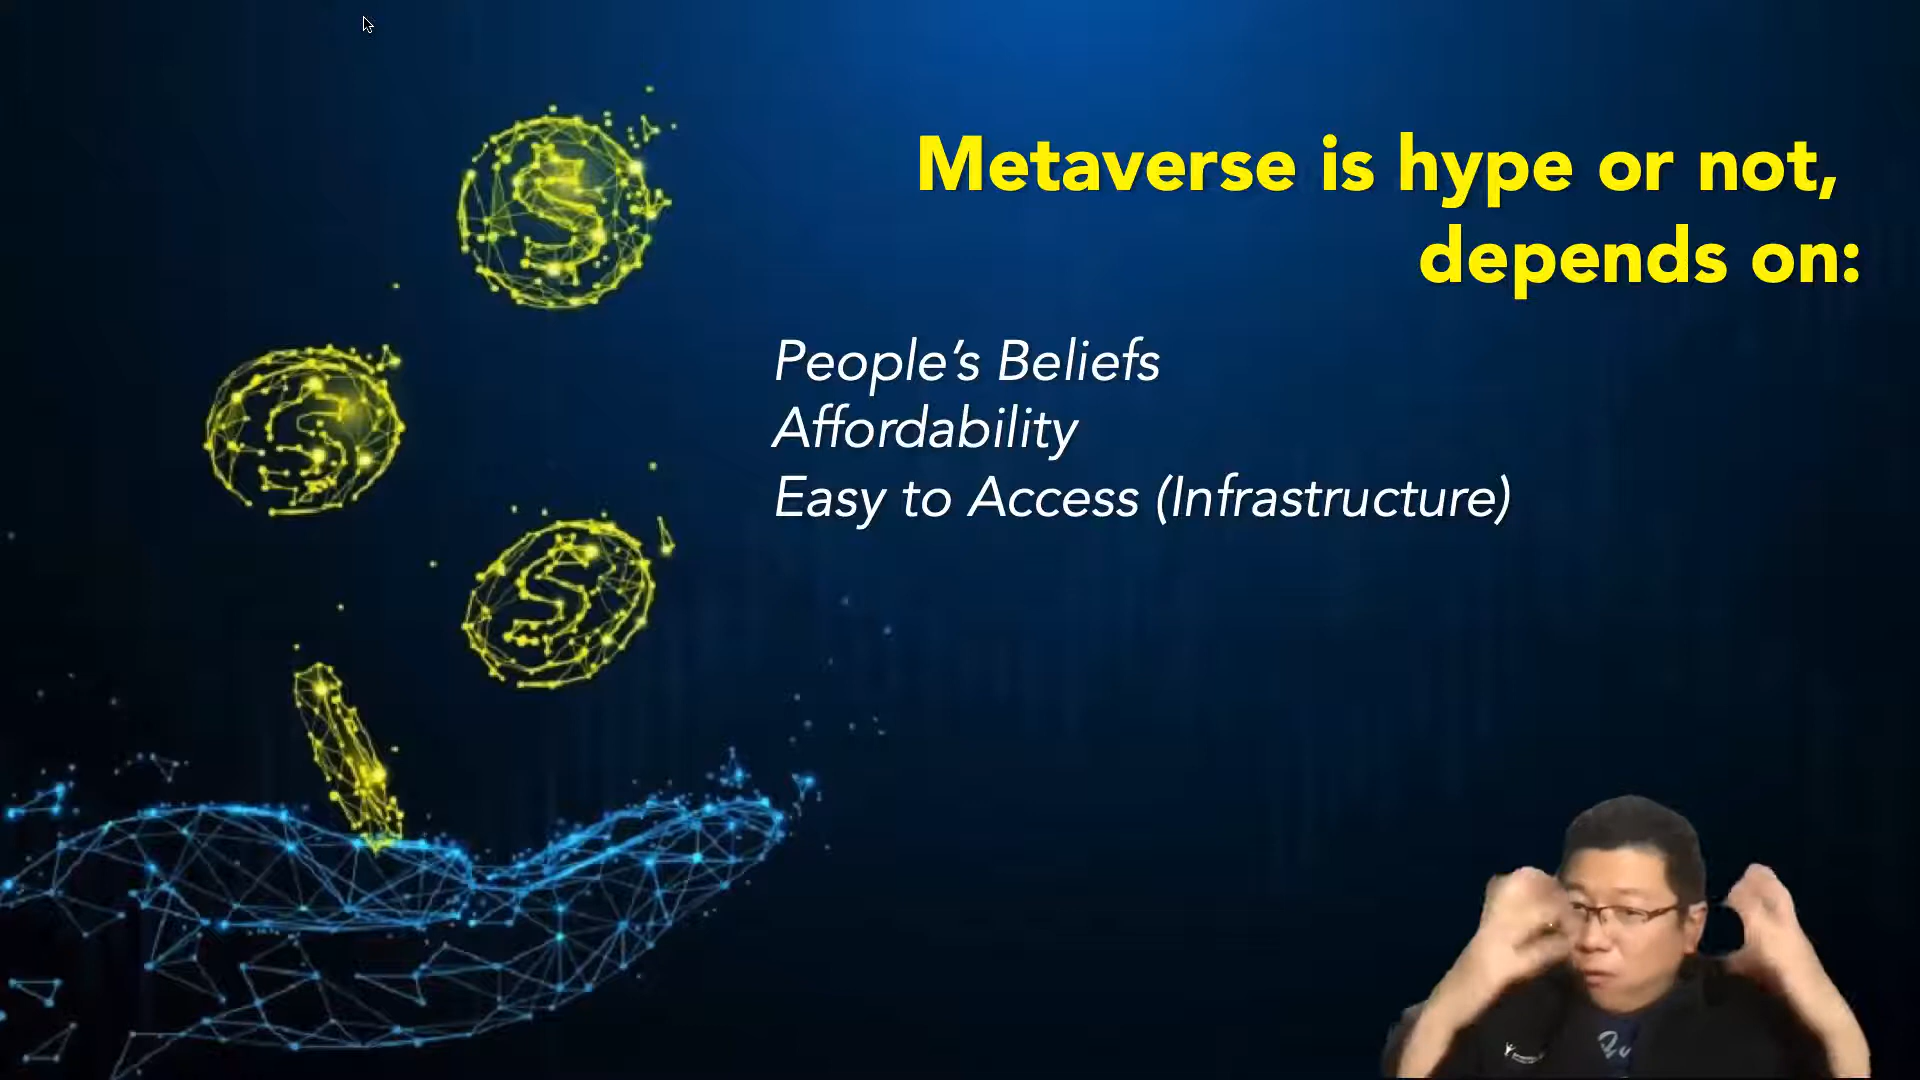 Metaverse is hype or not,
depends on:
People's Beliefs
Affordability
Easy to Access (Infrastructure)